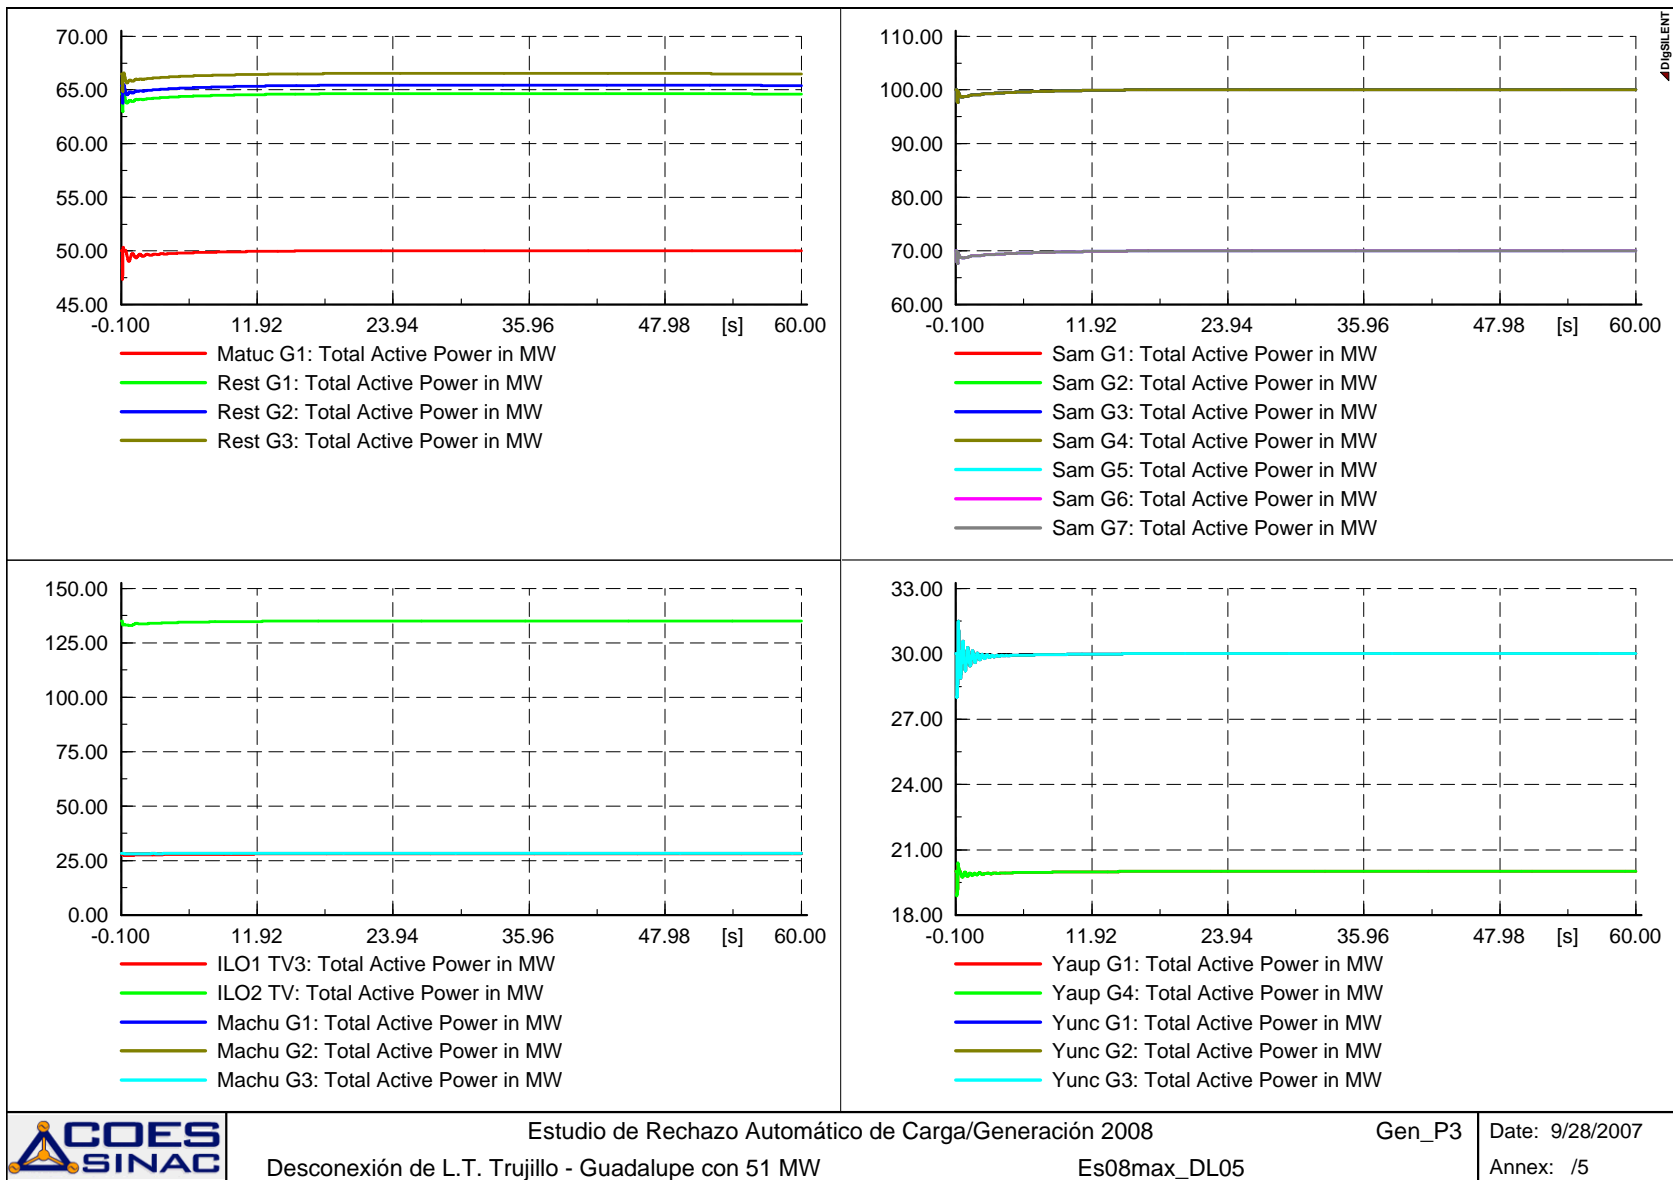 DIgSILENT
70.00
65.00
60.00
55.00
50.00
45.00
-0.100 11.92 23.94 35.96 47.98 [s] 60.00
Matuc G1: Total Active Power in MW
Rest G1: Total Active Power in MW
Rest G2: Total Active Power in MW
Rest G3: Total Active Power in MW
110.00
100.00
90.00
80.00
70.00
60.00
-0.100 11.92 23.94 35.96 47.98 [s] 60.00
Sam G1: Total Active Power in MW
Sam G2: Total Active Power in MW
Sam G3: Total Active Power in MW
Sam G4: Total Active Power in MW
Sam G5: Total Active Power in MW
Sam G6: Total Active Power in MW
Sam G7: Total Active Power in MW
150.00
125.00
100.00
75.00
50.00
25.00
0.00
-0.100 11.92 23.94 35.96 47.98 [s] 60.00
ILO1 TV3: Total Active Power in MW
ILO2 TV: Total Active Power in MW
Machu G1: Total Active Power in MW
Machu G2: Total Active Power in MW
Machu G3: Total Active Power in MW
33.00
30.00
27.00
24.00
21.00
18.00
-0.100 11.92 23.94 35.96 47.98 [s] 60.00
Yaup G1: Total Active Power in MW
Yaup G4: Total Active Power in MW
Yunc G1: Total Active Power in MW
Yunc G2: Total Active Power in MW
Yunc G3: Total Active Power in MW
COES
SINAC
Estudio de Rechazo Automático de Carga/Generación 2008 Gen_P3
Desconexión de L.T. Trujillo - Guadalupe con 51 MW Es08max_DL05
Date: 9/28/2007
Annex: /5